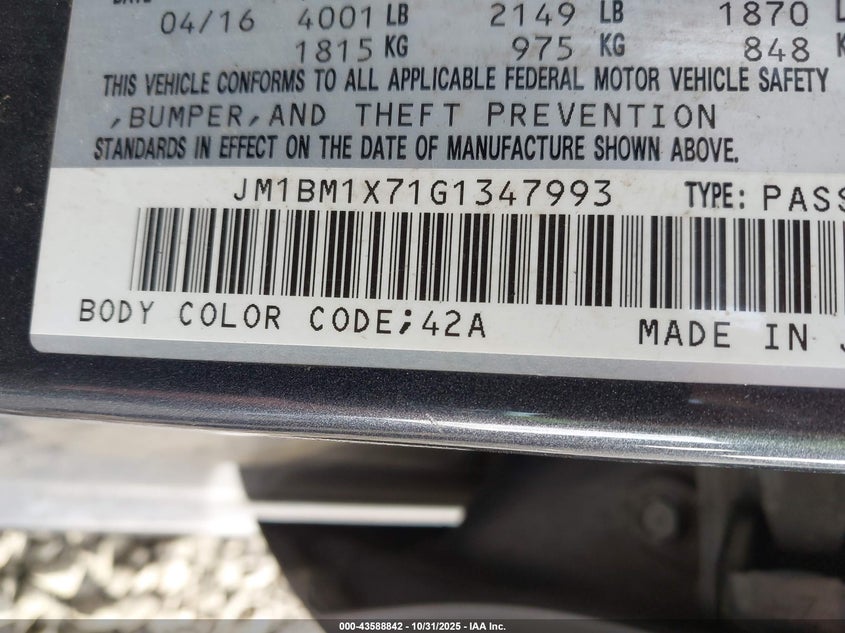 04/16 4001 LB 2149 LB 1870
1815 KG 975 KG 848
THIS VEHICLE CONFORMS TO ALL APPLICABLE FEDERAL MOTOR VEHICLE SAFETY
,BUMPER,AND THEFT PREVENTION
STANDARDS IN EFFECT ON THE DATE OF MANUFACTURE SHOWN ABOVE.
JM1BM1X71G1347993 TYPE: PASS
BODY COLOR CODE;42A MADE IN
000-43588842 / 10/31/2025 - IAA Inc.